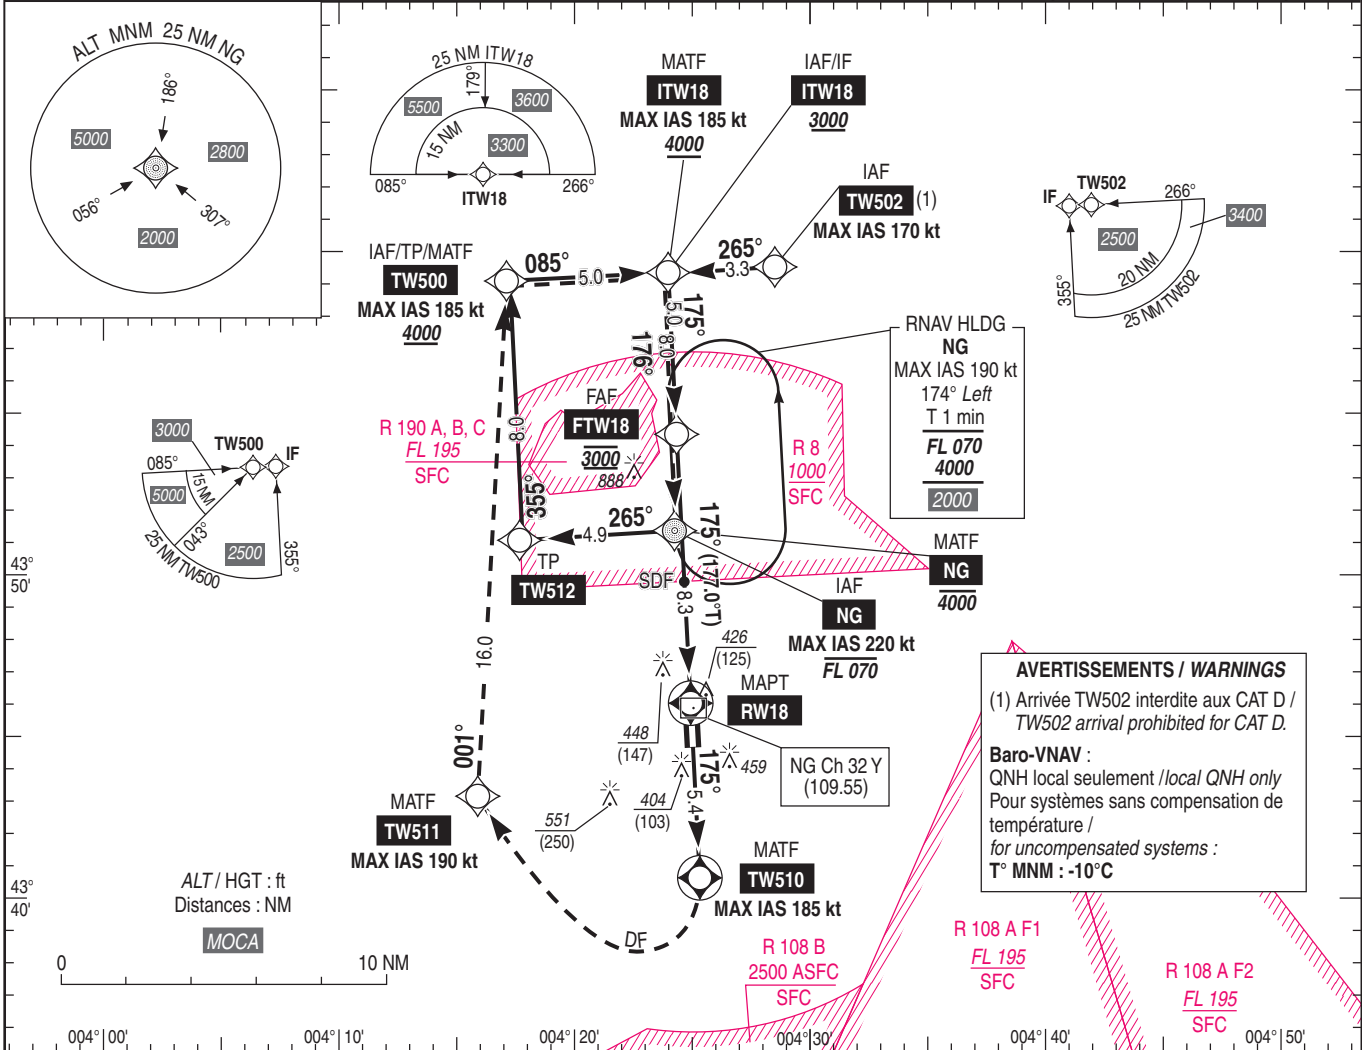 ALT MNM 25 NM NG
186°
5000
2800
056°
307°
2000
25 NM ITW18
179°
5500
3600
15 NM
3300
085°
266°
ITW18
MATF
ITW18
MAX IAS 185 kt
4000
IAF/IF
ITW18
3000
IAF
TW502 (1)
MAX IAS 170 kt
IF
TW502
266°
3400
2500
20 NM
25 NM TW502
355°
IAF/TP/MATF
TW500
MAX IAS 185 kt
4000
085°
5.0
265°
3.3
5.0
175°
8.0
176°
RNAV HLDG
NG
MAX IAS 190 kt
174° Left
T 1 min
FL 070
4000
2000
3000
TW500
IF
085°
15 NM
5000
043°
2500
25 NM TW500
355°
R 190 A, B, C
FL 195
SFC
8.0
355°
FAF
FTW18
3000
888
R 8
1000
SFC
265°
4.9
TP
TW512
SDF
175° (177.0°T)
8.3
MATF
NG
4000
IAF
NG
MAX IAS 220 kt
FL 070
43°
50'
16.0
001°
426
(125)
MAPT
RW18
448
(147)
459
NG Ch 32 Y
(109.55)
404
(103)
551
(250)
175°
5.4
MATF
TW511
MAX IAS 190 kt
MATF
TW510
MAX IAS 185 kt
DF
AVERTISSEMENTS / WARNINGS
(1) Arrivée TW502 interdite aux CAT D /
TW502 arrival prohibited for CAT D.
Baro-VNAV :
QNH local seulement /local QNH only
Pour systèmes sans compensation de
température /
for uncompensated systems :
T° MNM : -10°C
43°
40'
ALT / HGT : ft
Distances : NM
MOCA
0
10 NM
R 108 B
2500 ASFC
SFC
R 108 A F1
FL 195
SFC
R 108 A F2
FL 195
SFC
004°00'
004°10'
004°20'
004°30'
004°40'
004°50'